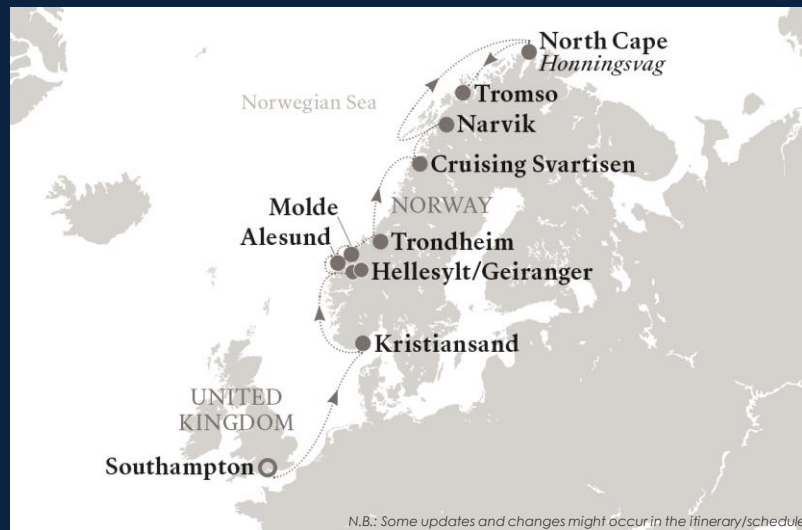 North Cape
Honningsvag
Norwegian Sea
Tromso
Narvik
Cruising Svartisen
NORWAY
Molde
Alesund
Trondheim
Hellesylt/Geiranger
Kristiansand
UNITED
KINGDOM
Southampton
N.B.: Some updates and changes might occur in the itinerary/schedule